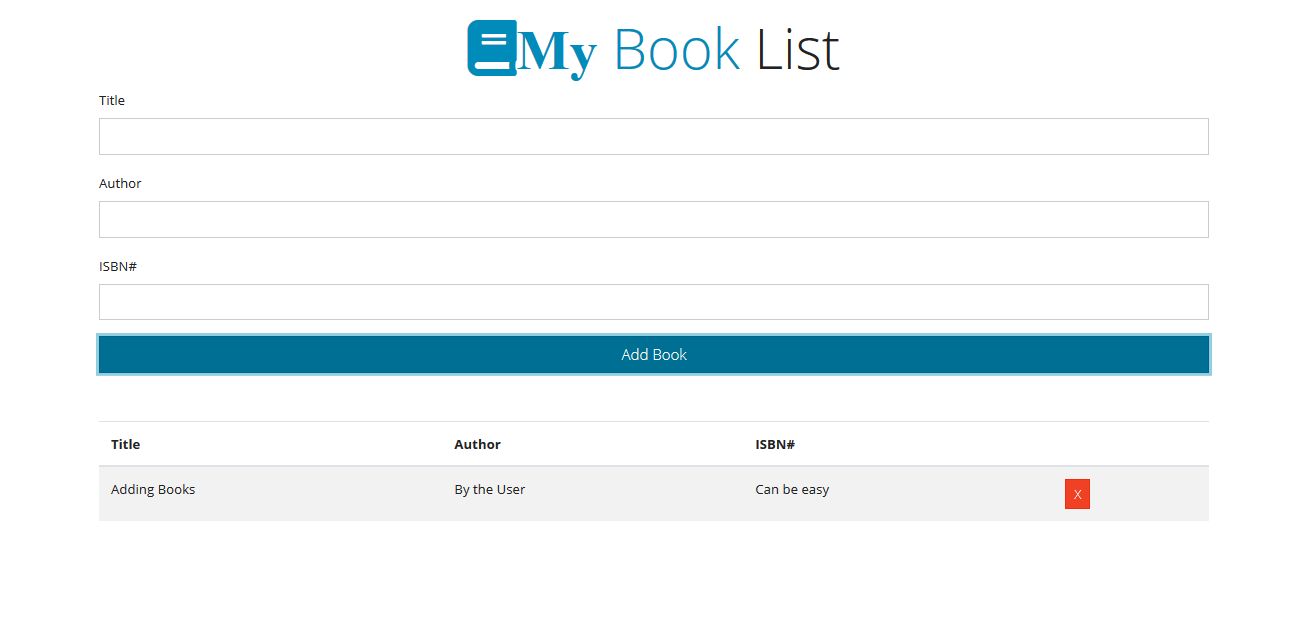 My Book List
Title
Author
ISBN#
Add Book
Title Author ISBN#
Adding Books By the User Can be easy X